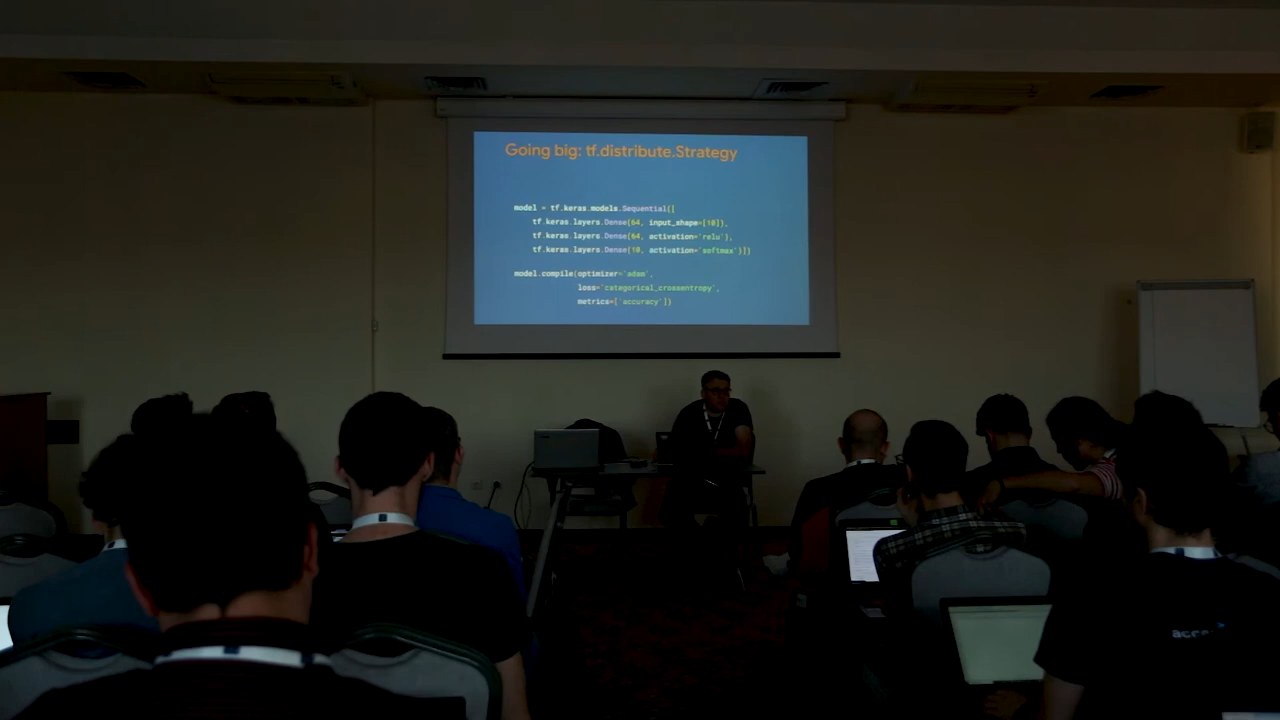 Going big: tf.distribute.Strategy
model = tf.keras.models.Sequential([
tf.keras.layers.Dense(64, input_shape=[10]),
tf.keras.layers.Dense(64, activation='relu'),
tf.keras.layers.Dense(10, activation='softmax')])
model.compile(optimizer='adam',
loss='categorical_crossentropy',
metrics=['accuracy'])